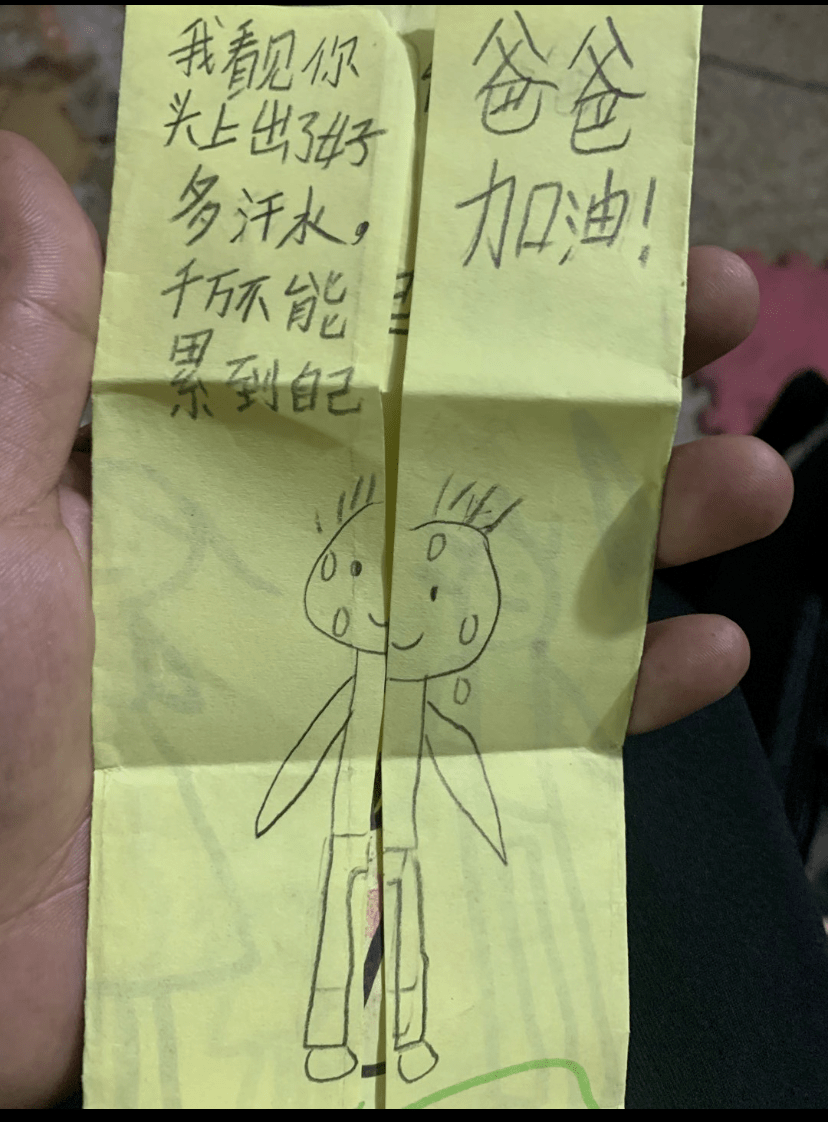 我看见你
头上出了好
多汗水，
千万不能
累到自己
爸爸
加油！